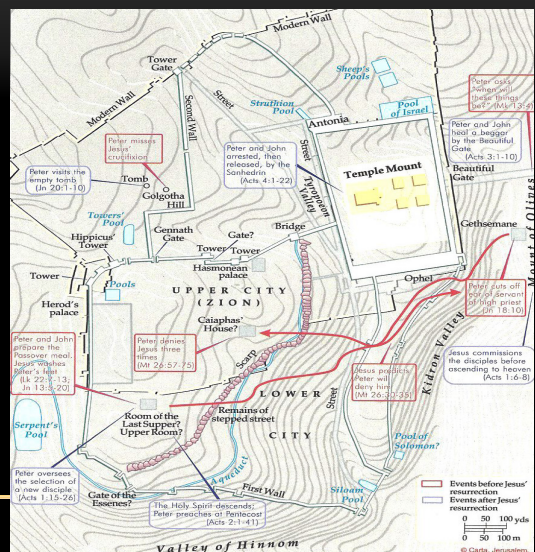 Modern Wall
Tower
Gate
Sheep's
Pools
Peter asks
"when will
these things
be?" (Mk 13:4)
Modern Wall
Second Wall
Street
Struthion
Pool
Antonia
Pool
of Israel
Peter and John
heal a beggar
by the Beautiful
Gate
(Acts 3:1-10)
Peter misses
Jesus'
crucifixion
Peter and John
arrested, then
released, by the
Sanhedrin
(Acts 4:1-22)
Street
Tyropoeon
Valley
Temple Mount
Beautiful
Gate
Peter visits the
empty tomb
(Jn 20:1-10)
Tomb
Golgotha
Hill
Mount of Olives
Towers'
Pool
Gennath
Gate
Gate?
Bridge
Gethsemane
Hippicus'
Tower
Tower
Tower
Hasmonean
palace
Tower
Pools
UPPER CITY
(ZION)
Ophel
Herod's
palace
Caiaphas'
House?
Peter cuts off
ear of servant
of high priest
(Jn 18:10)
Peter and John
prepare the
Passover meal.
Jesus washes
Peter's feet
(Lk 22:7-13;
Jn 13:3-20)
Peter denies
Jesus three
times
(Mt 26:57-75)
Scarp
Kidron Valley
Jesus commissions
the disciples before
ascending to heaven
(Acts 1:6-8)
Jesus predicts
Peter will
deny him
(Mt 26:30-35)
LOWER
CITY
Street
Room of the
Last Supper?
Upper Room?
Remains of
stepped street
Serpent's
Pool
Pool of
Solomon?
Peter oversees
the selection of
a new disciple
(Acts 1:15-26)
Aqueduct
Gate of the
Essenes?
First Wall
Siloam
Pool
The Holy Spirit descends;
Peter preaches at Pentecost
(Acts 2:1-41)
Events before Jesus'
resurrection
Events after Jesus'
resurrection
0 50 100 yds
0 50 100 m
Valley of Hinnom
© Carta, Jerusalem